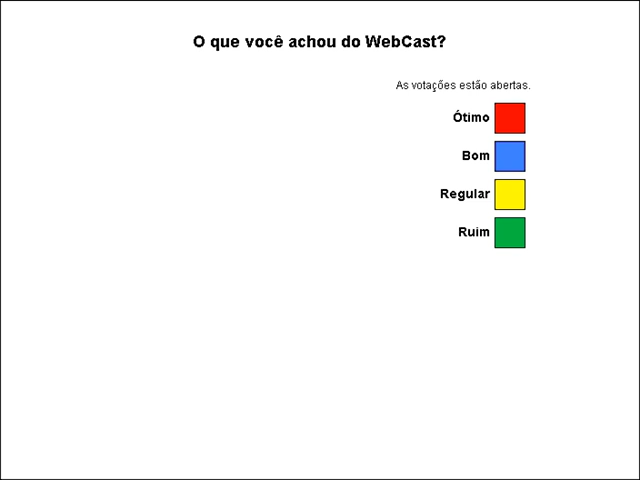 O que você achou do WebCast?
As votações estão abertas.
Ótimo
Bom
Regular
Ruim